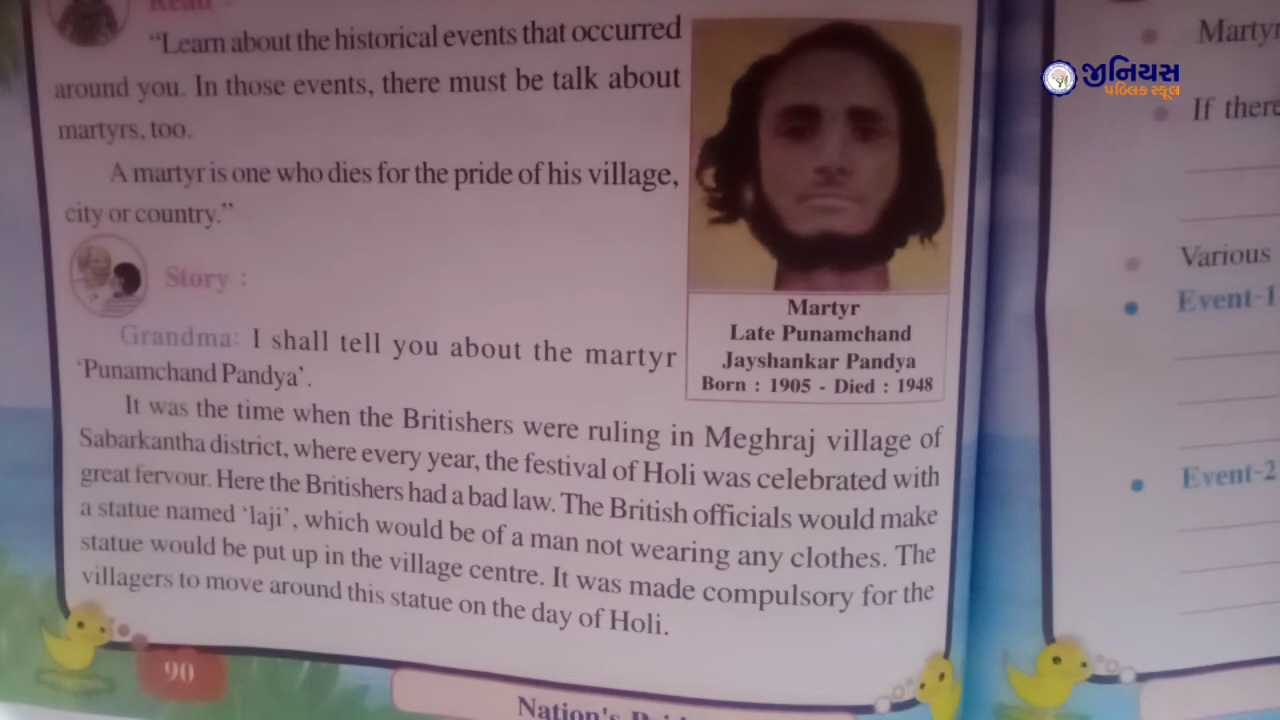 Read :
“Learn about the historical events that occurred
around you. In those events, there must be talk about
martyrs, too.
A martyr is one who dies for the pride of his village,
city or country.”
Story :
Grandma: I shall tell you about the martyr
‘Punamchand Pandya’.
It was the time when the Britishers were ruling in Meghraj village of
Sabarkantha district, where every year, the festival of Holi was celebrated with
great fervour. Here the Britishers had a bad law. The British officials would make
a statue named ‘laji’, which would be of a man not wearing any clothes. The
statue would be put up in the village centre. It was made compulsory for the
villagers to move around this statue on the day of Holi.
Martyr
Late Punamchand
Jayshankar Pandya
Born : 1905 - Died : 1948
90
Nation's
જીનિયસ
પબ્લિક સ્કૂલ
Martyr
If there
Various
Event-1
Event-2